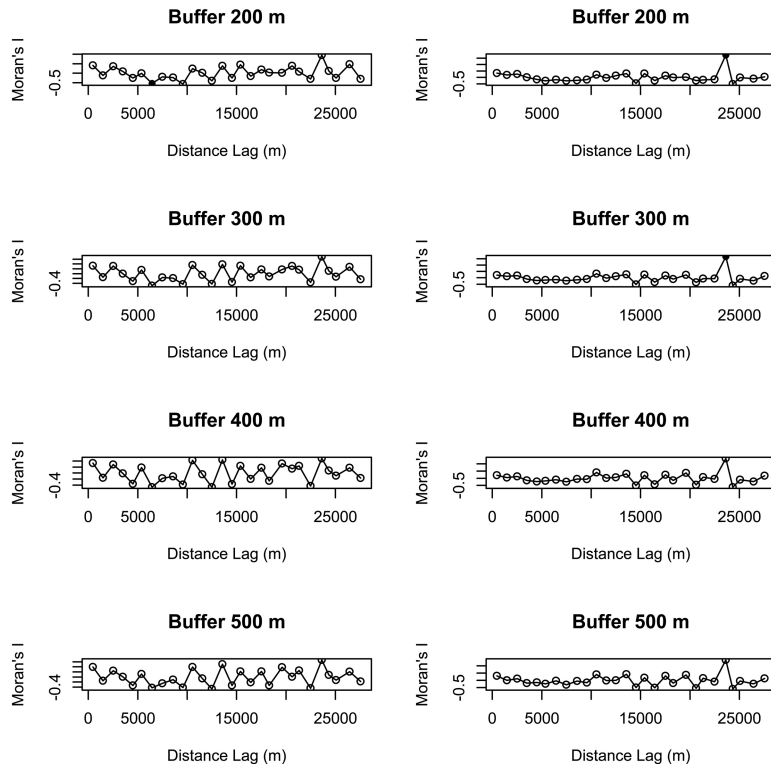 Buffer 200 m
Moran's I
-0.5
0 5000 15000 25000
Distance Lag (m)
Buffer 200 m
Moran's I
-0.5
0 5000 15000 25000
Distance Lag (m)
Buffer 300 m
Moran's I
-0.4
0 5000 15000 25000
Distance Lag (m)
Buffer 300 m
Moran's I
-0.5
0 5000 15000 25000
Distance Lag (m)
Buffer 400 m
Moran's I
-0.4
0 5000 15000 25000
Distance Lag (m)
Buffer 400 m
Moran's I
-0.5
0 5000 15000 25000
Distance Lag (m)
Buffer 500 m
Moran's I
-0.4
0 5000 15000 25000
Distance Lag (m)
Buffer 500 m
Moran's I
-0.5
0 5000 15000 25000
Distance Lag (m)